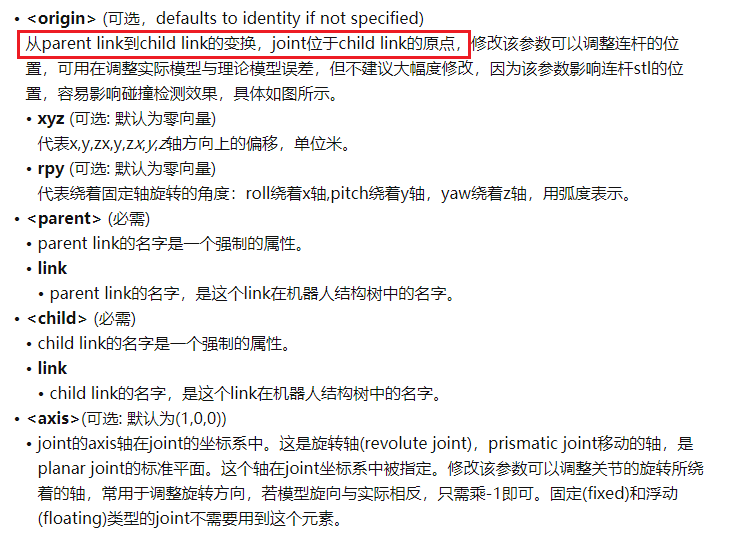 • <origin> (可选，defaults to identity if not specified)
从parent link到child link的变换，joint位于child link的原点，修改该参数可以调整连杆的位
置，可用在调整实际模型与理论模型误差，但不建议大幅度修改，因为该参数影响连杆stl的位
置，容易影响碰撞检测效果，具体如图所示。
• xyz (可选: 默认为零向量)
代表x,y,zx,y,zx,y,z轴方向上的偏移，单位米。
• rpy (可选: 默认为零向量)
代表绕着固定轴旋转的角度：roll绕着x轴,pitch绕着y轴，yaw绕着z轴，用弧度表示。
• <parent> (必需)
• parent link的名字是一个强制的属性。
• link
• parent link的名字，是这个link在机器人结构树中的名字。
• <child> (必需)
• child link的名字是一个强制的属性。
• link
• child link的名字，是这个link在机器人结构树中的名字。
• <axis>(可选: 默认为(1,0,0))
• joint的axis轴在joint的坐标系中。这是旋转轴(revolute joint)，prismatic joint移动的轴，是
planar joint的标准平面。这个轴在joint坐标系中被指定。修改该参数可以调整关节的旋转所绕
着的轴，常用于调整旋转方向，若模型旋向与实际相反，只需乘-1即可。固定(fixed)和浮动
(floating)类型的joint不需要用到这个元素。